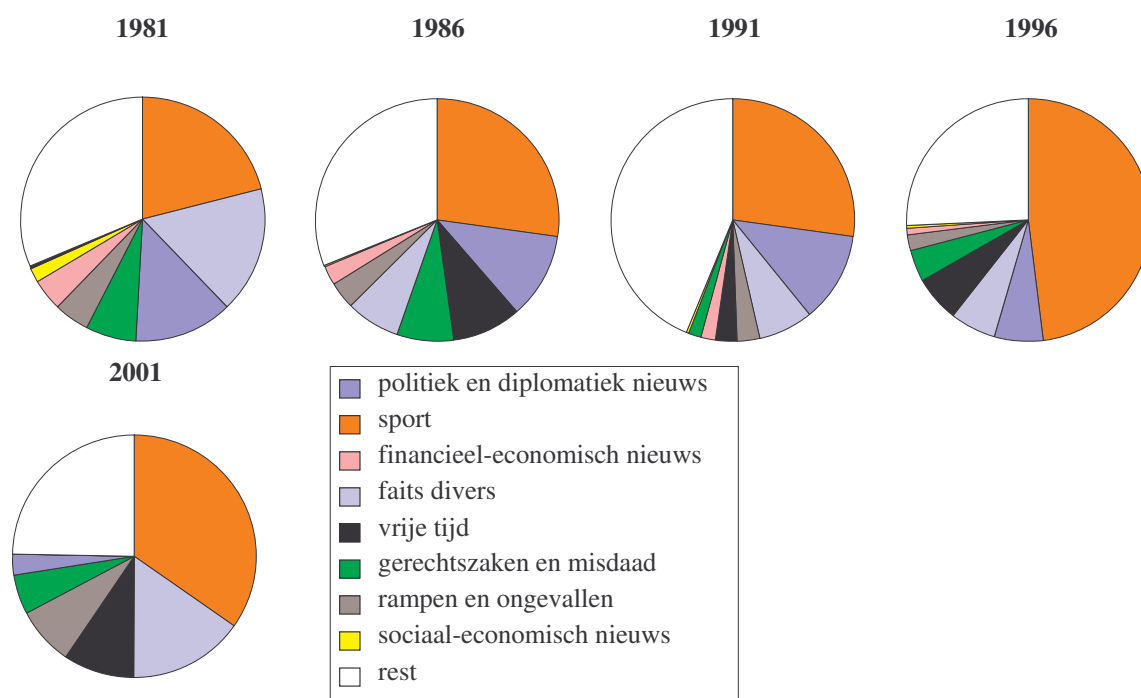 1981
1986
1991
1996
2001
politiek en diplomatiek nieuws
sport
financieel-economisch nieuws
faits divers
vrije tijd
gerechtszaken en misdaad
rampen en ongevallen
sociaal-economisch nieuws
rest